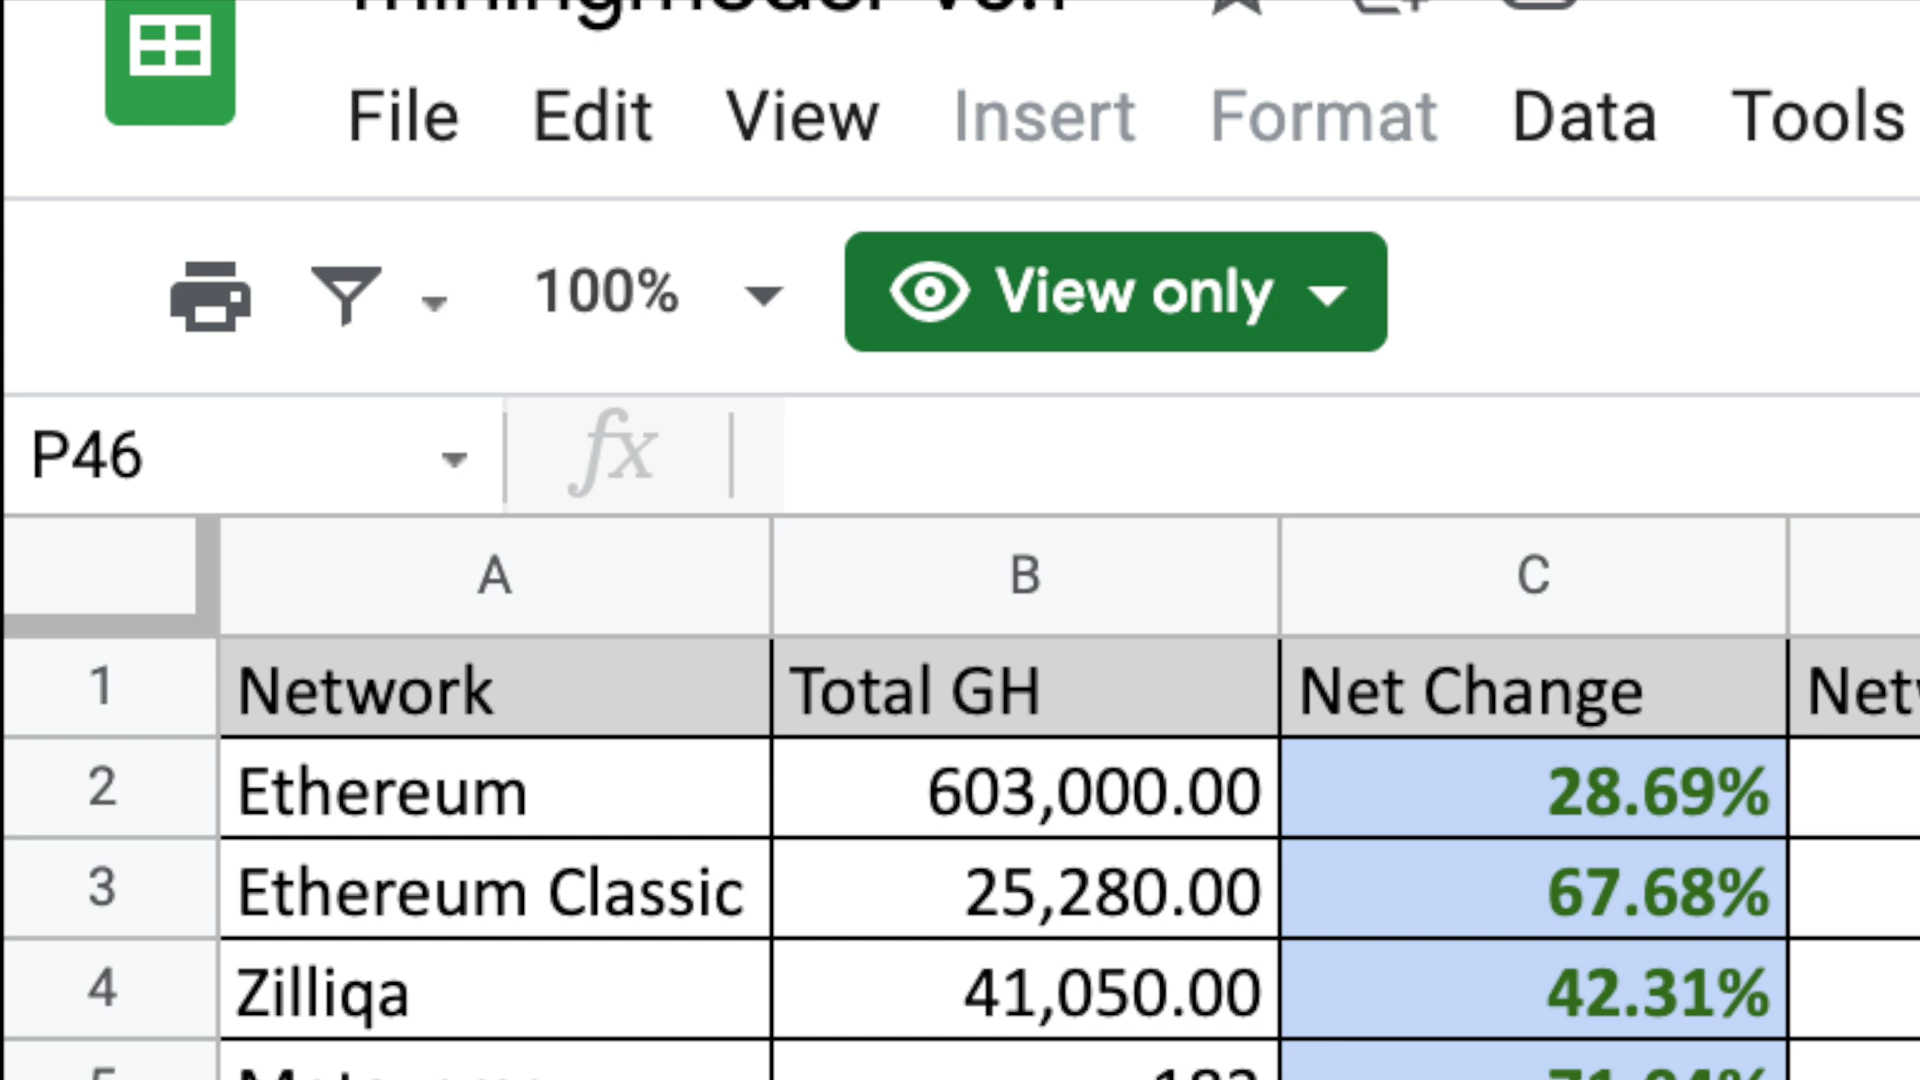 File Edit View Insert Format Data Tools
100% View only
P46 fx
A B C
1 Network Total GH Net Change
2 Ethereum 603,000.00 28.69%
3 Ethereum Classic 25,280.00 67.68%
4 Zilliqa 41,050.00 42.31%